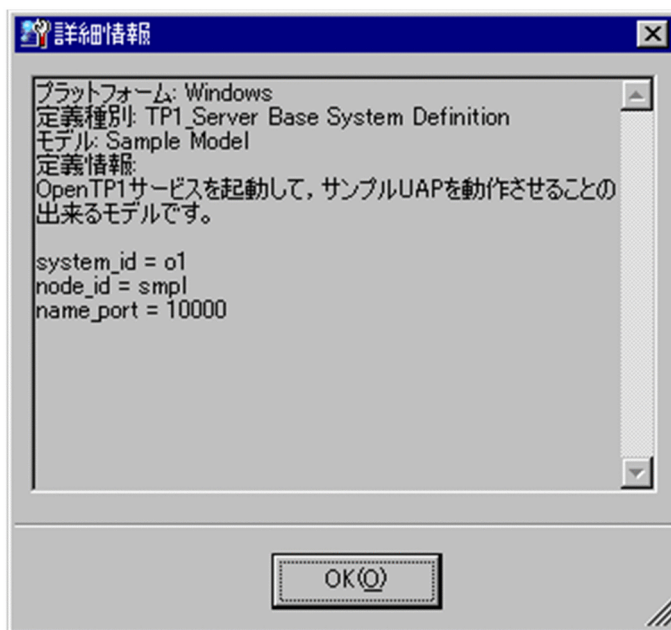 詳細情報
プラットフォーム: Windows
定義種別: TP1_Server Base System Definition
モデル: Sample Model
定義情報:
OpenTP1サービスを起動して，サンプルUAPを動作させることの
出来るモデルです。
system_id = o1
node_id = smpl
name_port = 10000
OK(O)